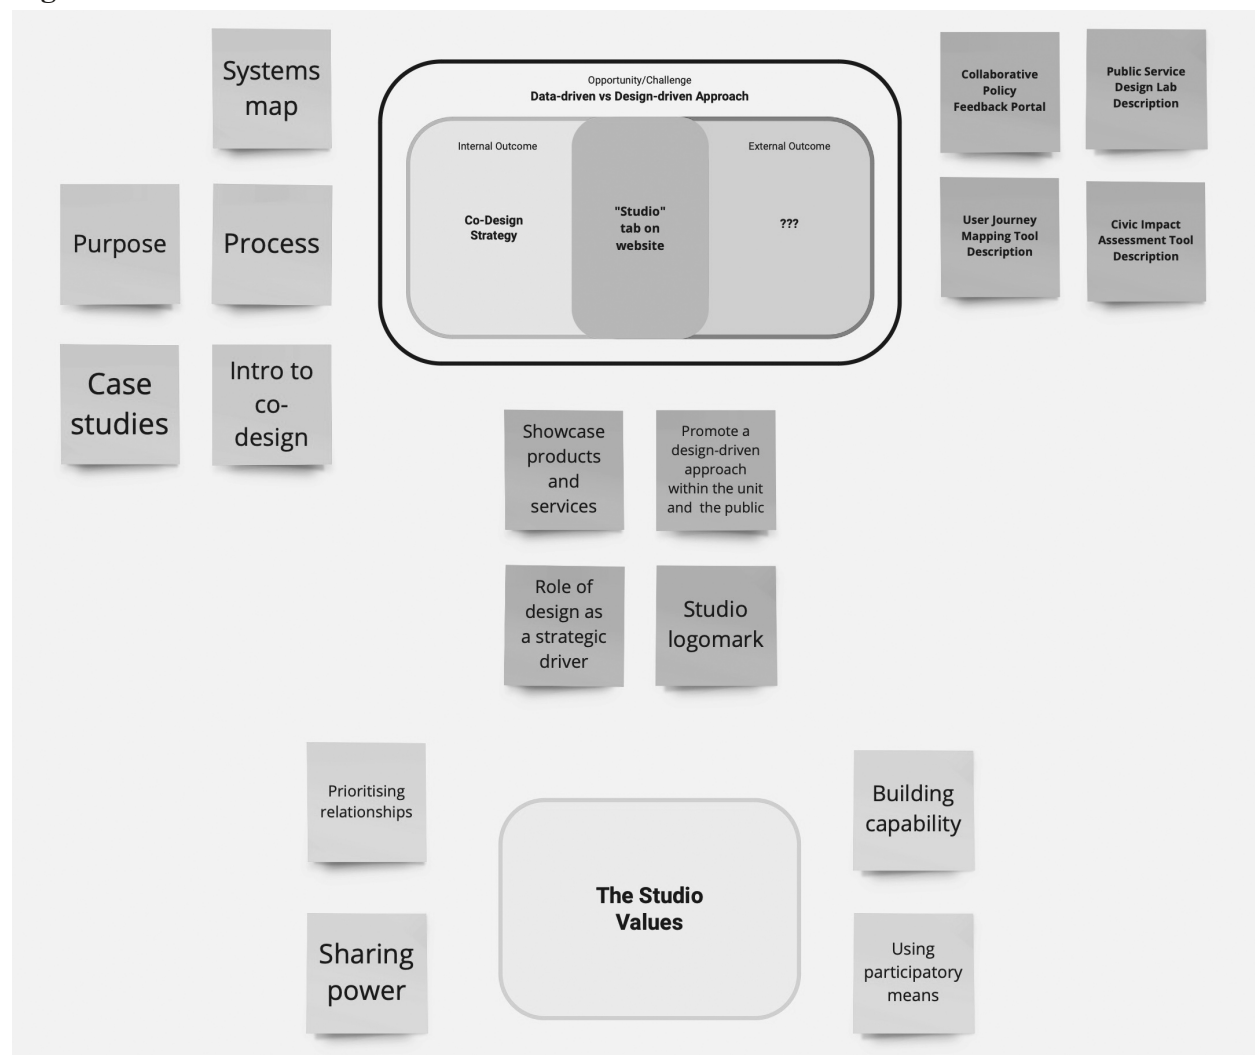 Systems
map
Purpose
Process
Case
studies
Intro to
co-
design
Opportunity/Challenge
Data-driven vs Design-driven Approach
Internal Outcome
Co-Design
Strategy
"Studio"
tab on
website
External Outcome
???
Collaborative
Policy
Feedback Portal
Public Service
Design Lab
Description
User Journey
Mapping Tool
Description
Civic Impact
Assessment Tool
Description
Showcase
products
and
services
Promote a
design-driven
approach
within the unit
and the public
Role of
design as
a strategic
driver
Studio
logomark
Prioritising
relationships
Sharing
power
The Studio
Values
Building
capability
Using
participatory
means